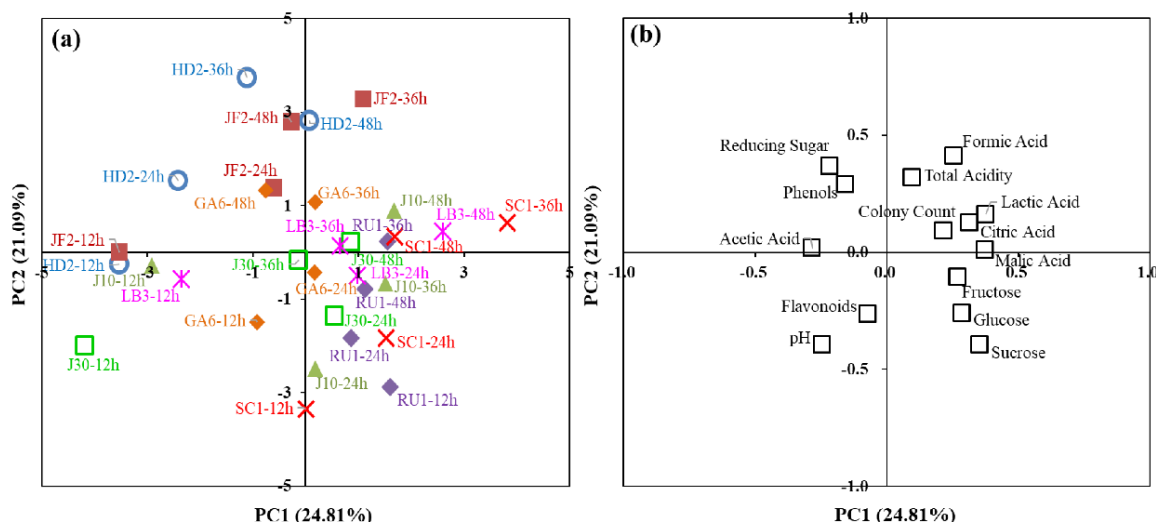 (a)
5
HD2-36h
JF2-36h
3
JF2-48h
HD2-48h
HD2-24h
JF2-24h
GA6-48h
GA6-36h
1
J10-48h
LB3-48h
SC1-36h
LB3-36h
RU1-36h
JF2-12h
SC1-48h
HD2-12h
-5
-3
-1
1
3
5
J10-12h
J30-36h
J30-48h
LB3-24h
LB3-12h
GA6-24h
J10-36h
-1
RU1-48h
GA6-12h
J30-24h
SC1-24h
J30-12h
RU1-24h
J10-24h
-3
RU1-12h
SC1-12h
-5
PC2 (21.09%)
PC1 (24.81%)
(b)
1.0
0.5
Formic Acid
Reducing Sugar
Total Acidity
Phenols
Lactic Acid
Colony Count
Citric Acid
Acetic Acid
0.0
Malic Acid
-1.0
-0.5
0.0
0.5
1.0
Fructose
Flavonoids
Glucose
pH
Sucrose
-0.5
-1.0
PC2 (21.09%)
PC1 (24.81%)